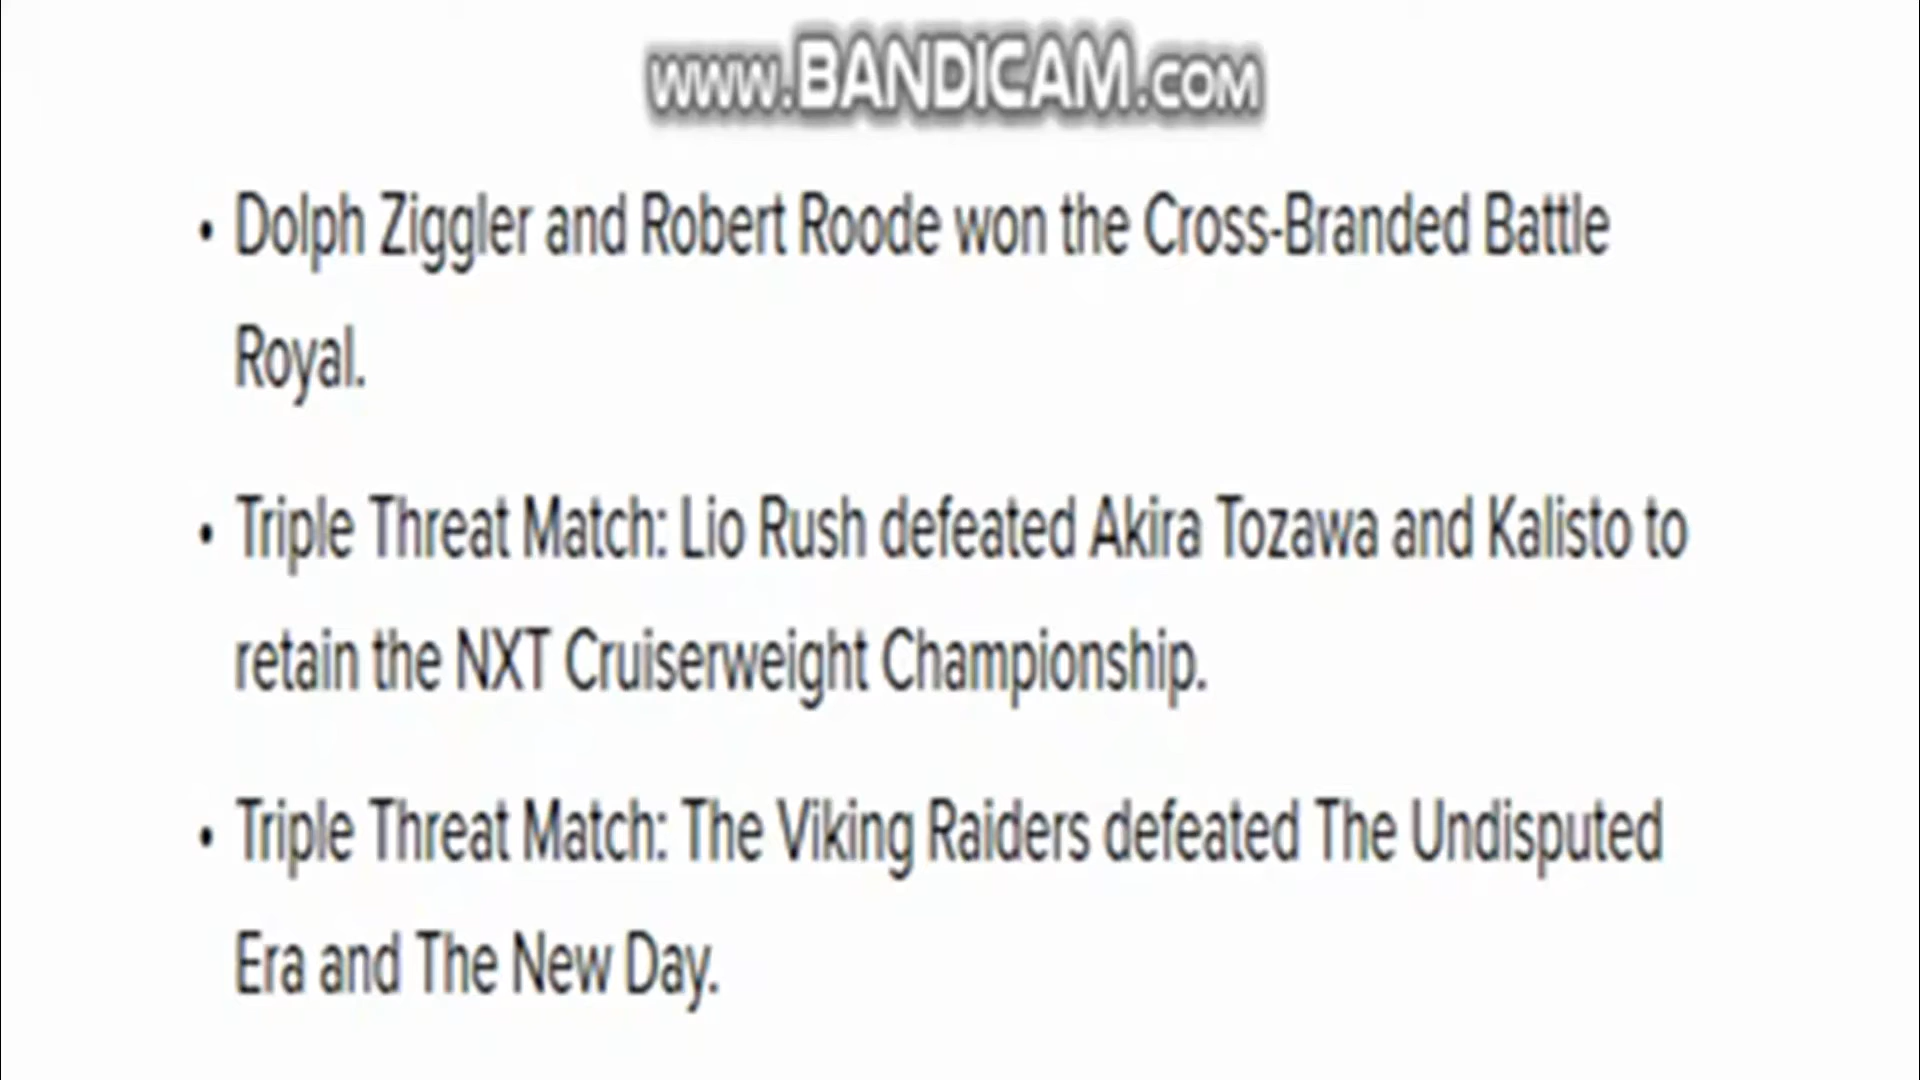 www.BANDICAM.com
• Dolph Ziggler and Robert Roode won the Cross-Branded Battle
Royal.
• Triple Threat Match: Lio Rush defeated Akira Tozawa and Kalisto to
retain the NXT Cruiserweight Championship.
• Triple Threat Match: The Viking Raiders defeated The Undisputed
Era and The New Day.